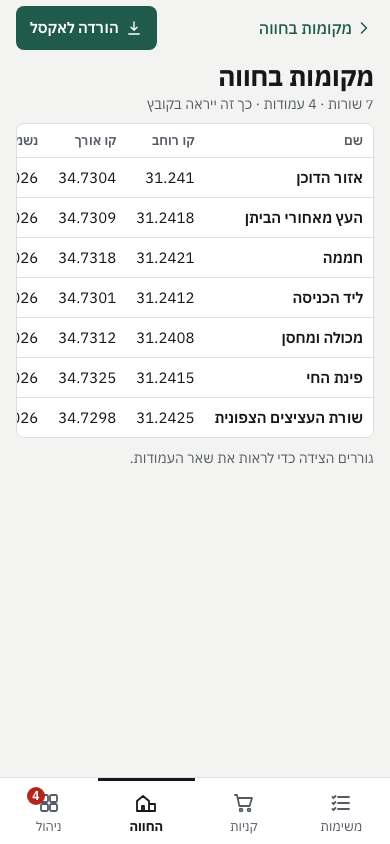 מקומות בחווה
הורדה לאקסל
מקומות בחווה
7 שורות · 4 עמודות · כך זה ייראה בקובץ
שם קו רוחב קו אורך
אזור הדוכן 31.241 34.7304
העץ מאחורי הביתן 31.2418 34.7309
חממה 31.2421 34.7318
ליד הכניסה 31.2412 34.7301
מכולה ומחסן 31.2408 34.7312
פינת החי 31.2415 34.7325
שורת העציצים הצפונית 31.2425 34.7298
גוררים הצידה כדי לראות את שאר העמודות.
משימות
קניות
החווה
4
ניהול